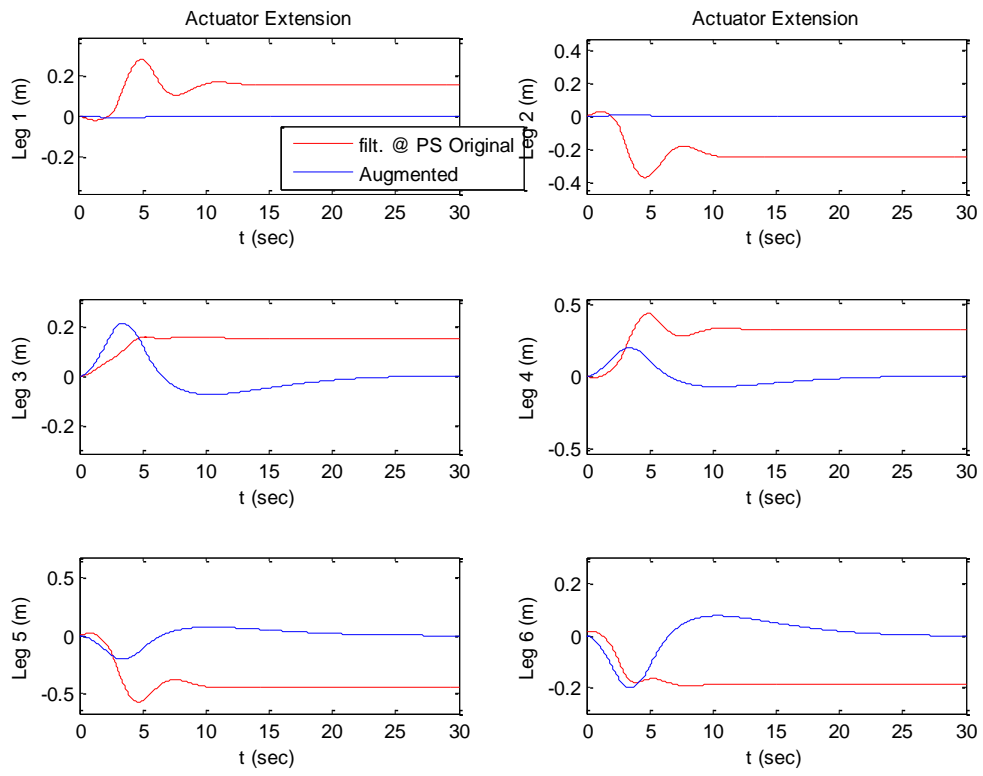 Actuator Extension
Actuator Extension
Leg 1 (m)
0.2
0
-0.2
filt. @ PS Original
Augmented
0 5 10 15 20 25 30
t (sec)
Leg 2 (m)
0.4
0.2
0
-0.2
-0.4
0 5 10 15 20 25 30
t (sec)
Leg 3 (m)
0.2
0
-0.2
0 5 10 15 20 25 30
t (sec)
Leg 4 (m)
0.5
0
-0.5
0 5 10 15 20 25 30
t (sec)
Leg 5 (m)
0.5
0
-0.5
0 5 10 15 20 25 30
t (sec)
Leg 6 (m)
0.2
0
-0.2
0 5 10 15 20 25 30
t (sec)